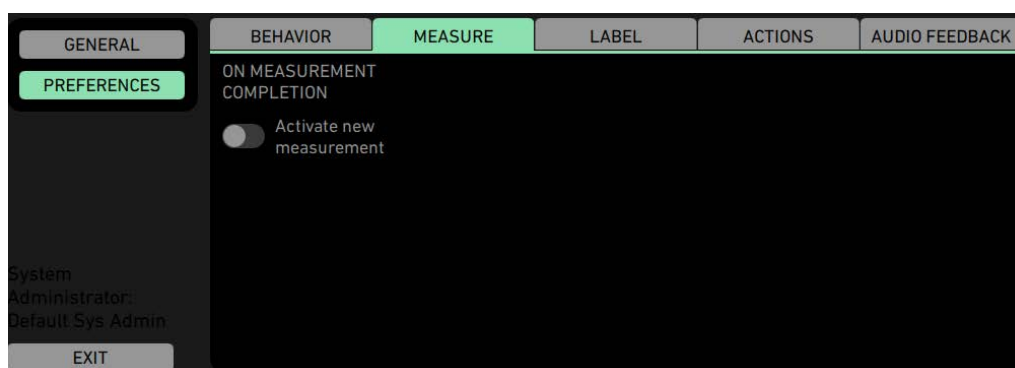 GENERAL
PREFERENCES
System
Administrator:
Default Sys Admin
EXIT
BEHAVIOR
MEASURE
LABEL
ACTIONS
AUDIO FEEDBACK
ON MEASUREMENT
COMPLETION
Activate new
measurement